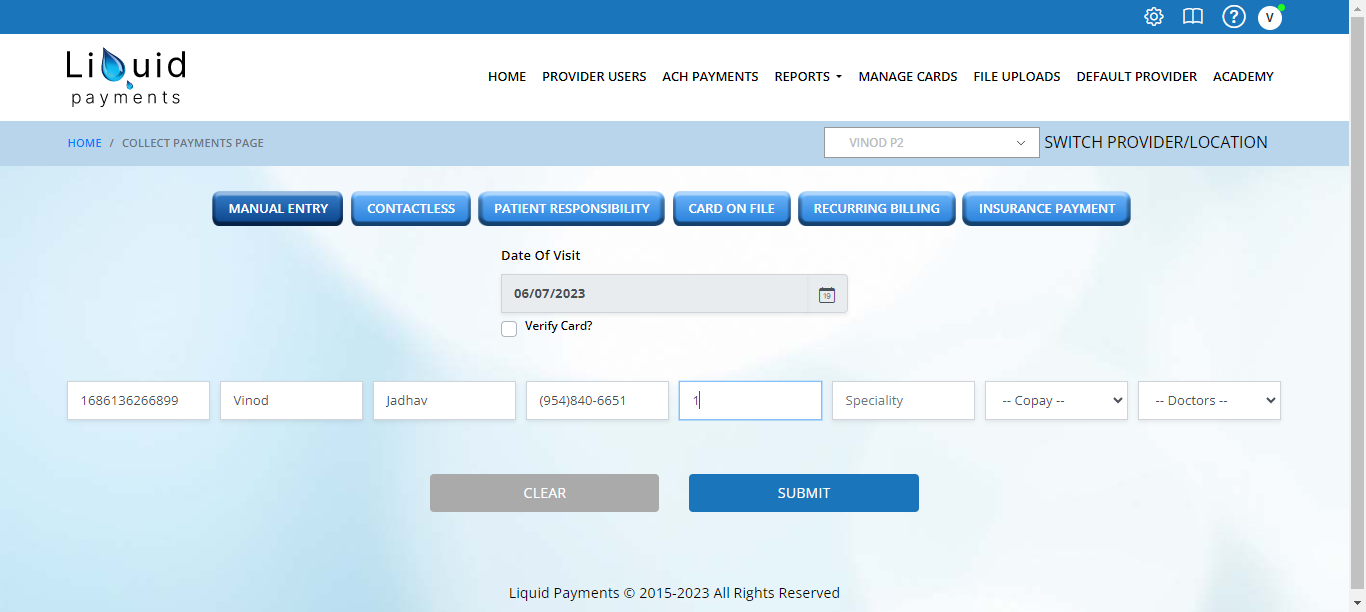 V
Liquid
payments
HOME PROVIDER USERS ACH PAYMENTS REPORTS MANAGE CARDS FILE UPLOADS DEFAULT PROVIDER ACADEMY
HOME / COLLECT PAYMENTS PAGE
VINOD P2
SWITCH PROVIDER/LOCATION
MANUAL ENTRY CONTACTLESS PATIENT RESPONSIBILITY CARD ON FILE RECURRING BILLING INSURANCE PAYMENT
Date Of Visit
06/07/2023
19
Verify Card?
1686136266899 Vinod Jadhav (954)840-6651 1 Speciality -- Copay -- -- Doctors --
CLEAR SUBMIT
Liquid Payments © 2015-2023 All Rights Reserved